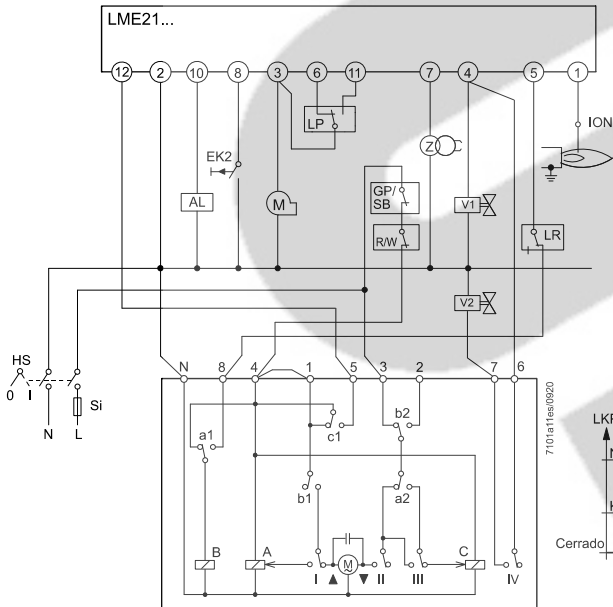 LME21...
12 2 10 8 3 6 11 7 4 5 1
LP
ION
EK2
Z
AL
M
GP/
SB
R/W
V1
LR
V2
HS
0 I
Si
N L
N 8 4 1 5 3 2 7 6
7101a11es/0920
a1
c1
b2
b1
a2
B A I M II III C IV
LKP
N
K
Cerrado